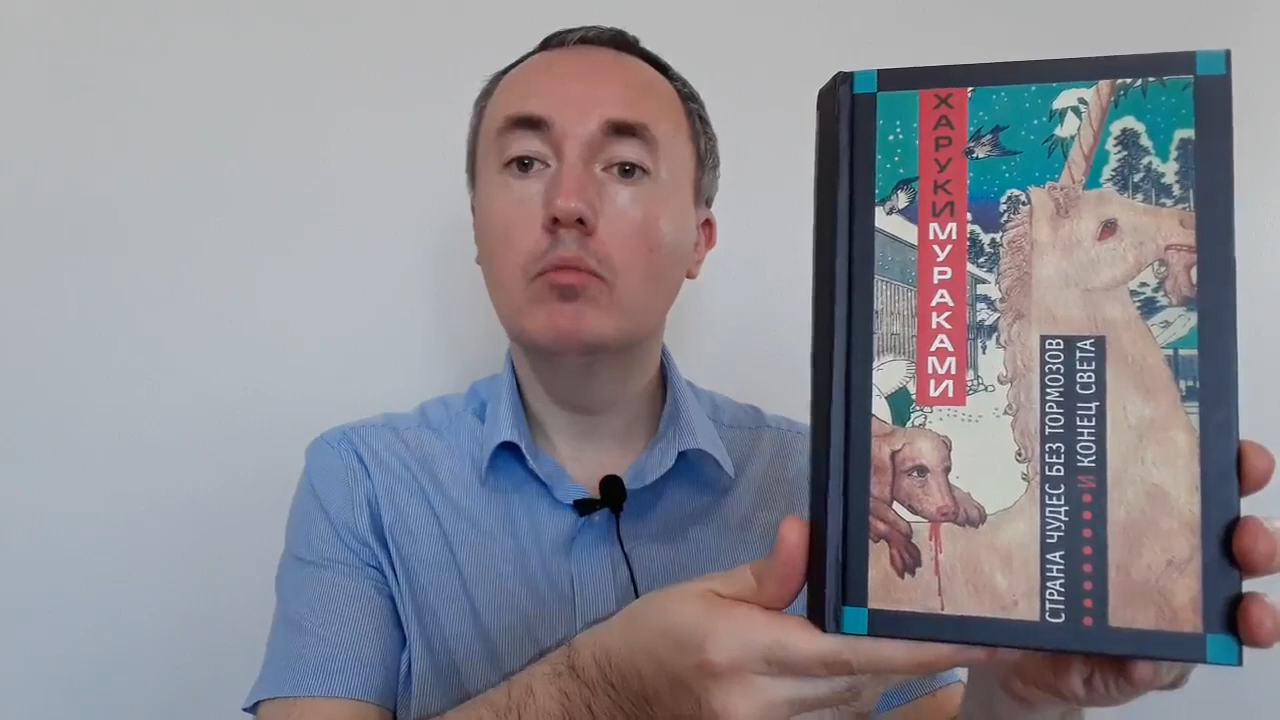 ХАРУКИ МУРАКАМИ
СТРАНА ЧУДЕС БЕЗ ТОРМОЗОВ
И КОНЕЦ СВЕТА